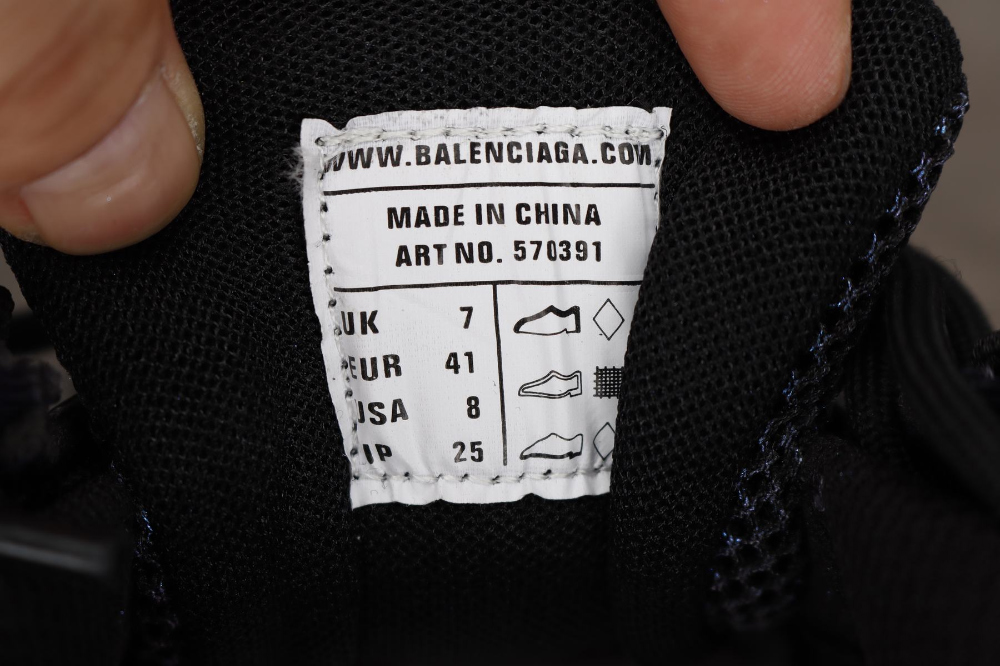 WWW.BALENCIAGA.COM
MADE IN CHINA
ART NO. 570391
UK 7
EUR 41
USA 8
JP 25